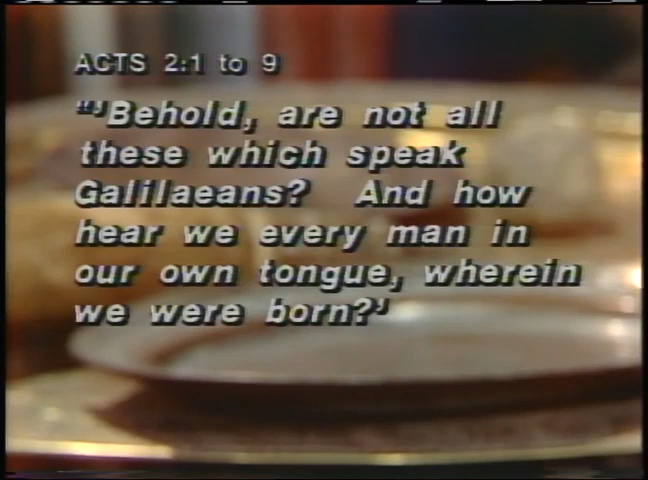 ACTS 2:1 to 9
"'Behold, are not all
these which speak
Galilaeans? And how
hear we every man in
our own tongue, wherein
we were born?'